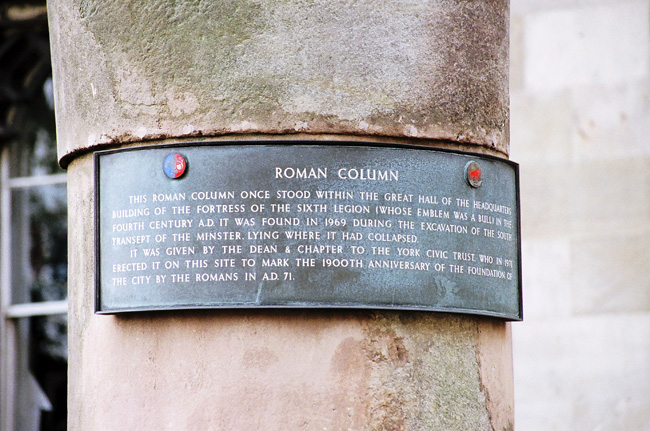 ROMAN COLUMN
THIS ROMAN COLUMN ONCE STOOD WITHIN THE GREAT HALL OF THE HEADQUARTERS
BUILDING OF THE FORTRESS OF THE SIXTH LEGION (WHOSE EMBLEM WAS A BULL) IN THE
FOURTH CENTURY A.D. IT WAS FOUND IN 1969 DURING THE EXCAVATION OF THE SOUTH
TRANSEPT OF THE MINSTER, LYING WHERE IT HAD COLLAPSED.
IT WAS GIVEN BY THE DEAN & CHAPTER TO THE YORK CIVIC TRUST, WHO IN 1971
ERECTED IT ON THIS SITE TO MARK THE 1900TH ANNIVERSARY OF THE FOUNDATION OF
THE CITY BY THE ROMANS IN A.D. 71.